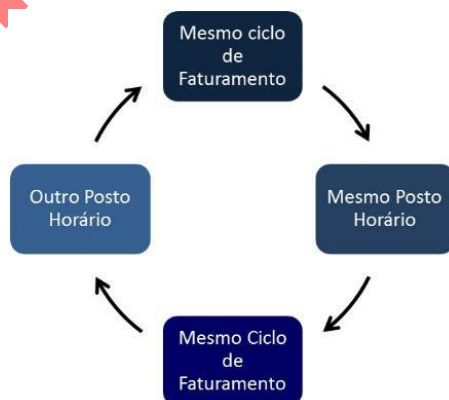 Mesmo ciclo
de
Faturamento
Mesmo Posto
Horário
Mesmo Ciclo
de
Faturamento
Outro Posto
Horário